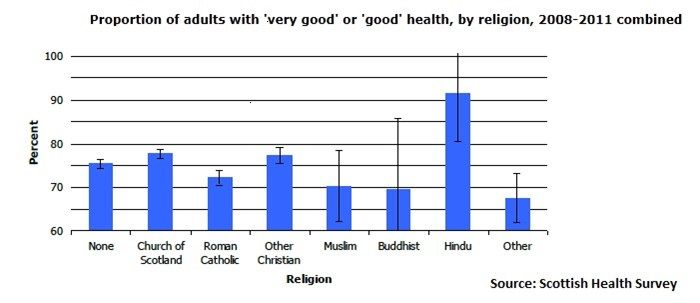 Proportion of adults with 'very good' or 'good' health, by religion, 2008-2011 combined
100
90
80
70
60
Percent
None
Church of
Scotland
Roman
Catholic
Other
Christian
Muslim
Buddhist
Hindu
Other
Religion
Source: Scottish Health Survey